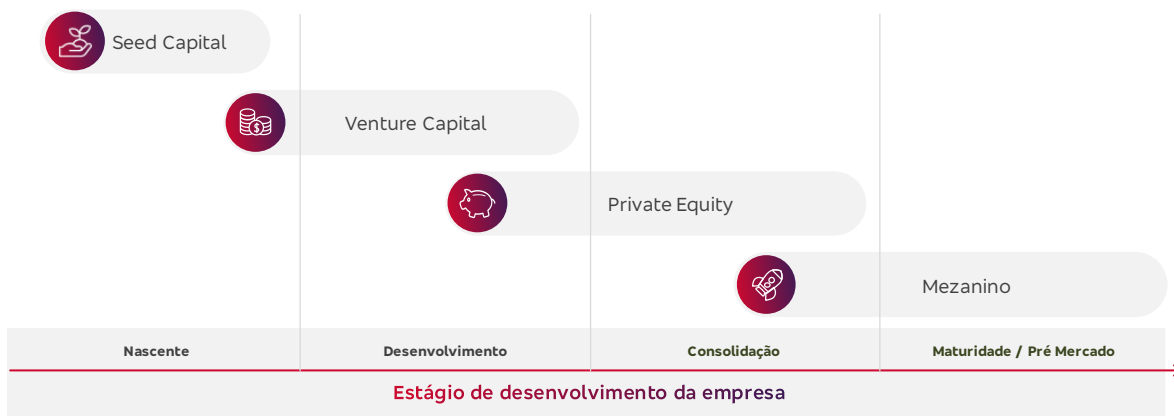 Seed Capital
Venture Capital
Private Equity
Mezanino
Nascente
Desenvolvimento
Consolidação
Maturidade / Pré Mercado
Estágio de desenvolvimento da empresa